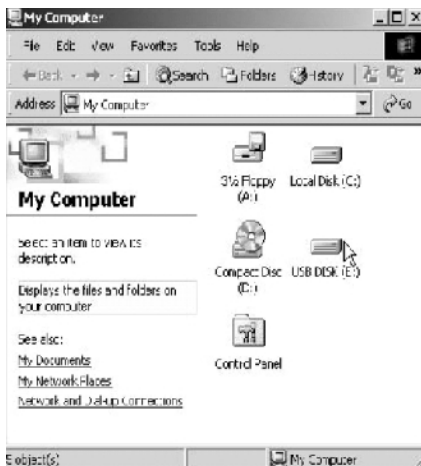 My Computer
File Edit View Favorites Tools Help
Back Search Folders History
Address My Computer Go
My Computer
Select an item to view its
description.
Displays the files and folders on
your computer
See also:
My Documents
My Network Places
Network and Dial-up Connections
3½ Floppy
(A:)
Local Disk (C:)
Compact Disc
(D:)
USB DISK (E:)
Control Panel
5 object(s) My Computer